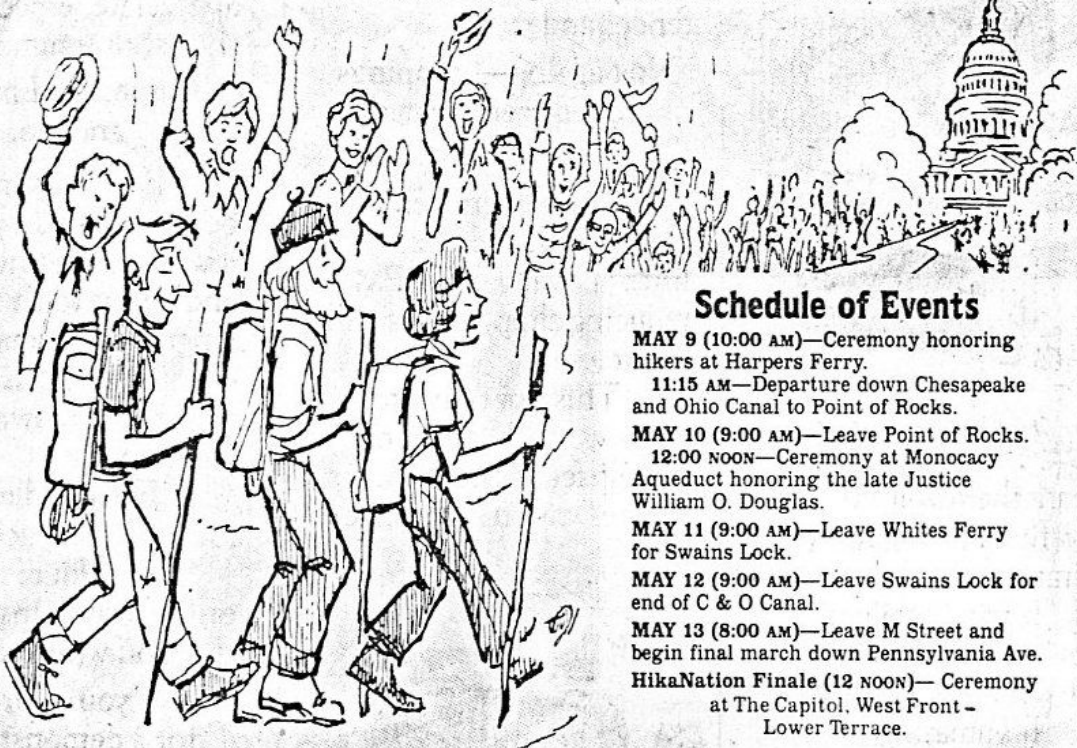 Schedule of Events
MAY 9 (10:00 AM)—Ceremony honoring
hikers at Harpers Ferry.
11:15 AM—Departure down Chesapeake
and Ohio Canal to Point of Rocks.
MAY 10 (9:00 AM)—Leave Point of Rocks.
12:00 NOON—Ceremony at Monocacy
Aqueduct honoring the late Justice
William O. Douglas.
MAY 11 (9:00 AM)—Leave Whites Ferry
for Swains Lock.
MAY 12 (9:00 AM)—Leave Swains Lock for
end of C & O Canal.
MAY 13 (8:00 AM)—Leave M Street and
begin final march down Pennsylvania Ave.
HikaNation Finale (12 NOON)— Ceremony
at The Capitol, West Front –
Lower Terrace.